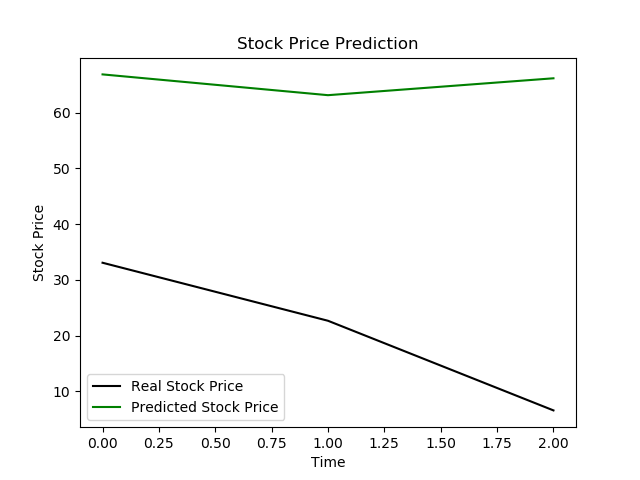 Stock Price Prediction
Stock Price
60
50
40
30
20
10
Real Stock Price
Predicted Stock Price
0.00 0.25 0.50 0.75 1.00 1.25 1.50 1.75 2.00
Time